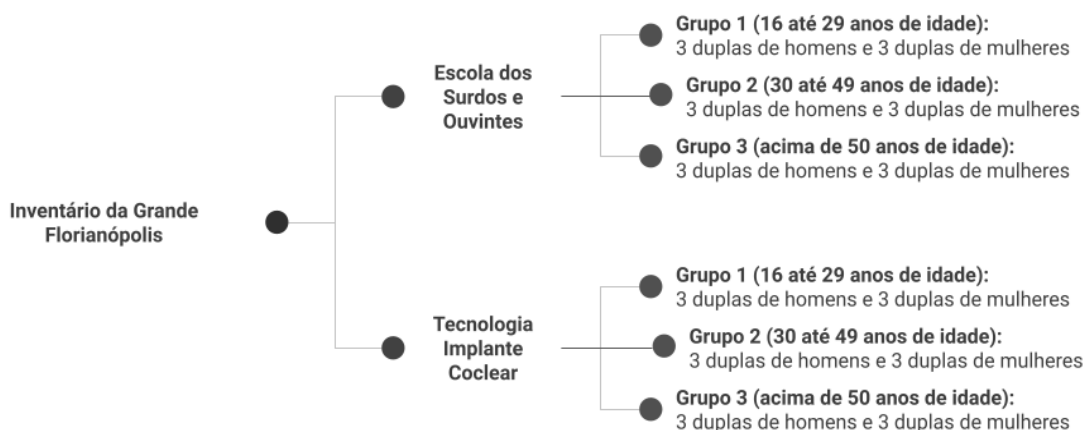 Inventário da Grande
Florianópolis
Escola dos
Surdos e
Ouvintes
Grupo 1 (16 até 29 anos de idade):
3 duplas de homens e 3 duplas de mulheres
Grupo 2 (30 até 49 anos de idade):
3 duplas de homens e 3 duplas de mulheres
Grupo 3 (acima de 50 anos de idade):
3 duplas de homens e 3 duplas de mulheres
Tecnologia
Implante
Coclear
Grupo 1 (16 até 29 anos de idade):
3 duplas de homens e 3 duplas de mulheres
Grupo 2 (30 até 49 anos de idade):
3 duplas de homens e 3 duplas de mulheres
Grupo 3 (acima de 50 anos de idade):
3 duplas de homens e 3 duplas de mulheres